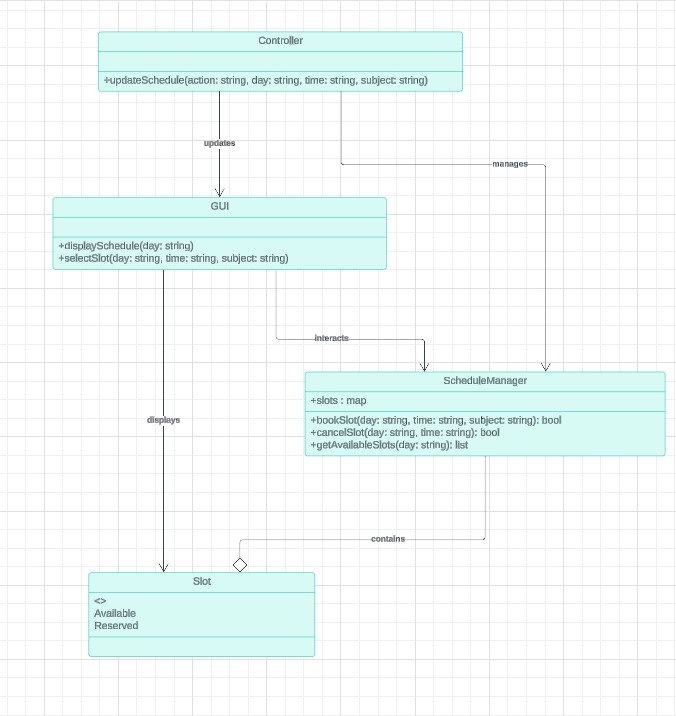 Controller
+updateSchedule(action: string, day: string, time: string, subject: string)
updates
manages
GUI
+displaySchedule(day: string)
+selectSlot(day: string, time: string, subject: string)
interacts
ScheduleManager
+slots : map
+bookSlot(day: string, time: string, subject: string): bool
+cancelSlot(day: string, time: string): bool
+getAvailableSlots(day: string): list
displays
contains
Slot
<>
Available
Reserved